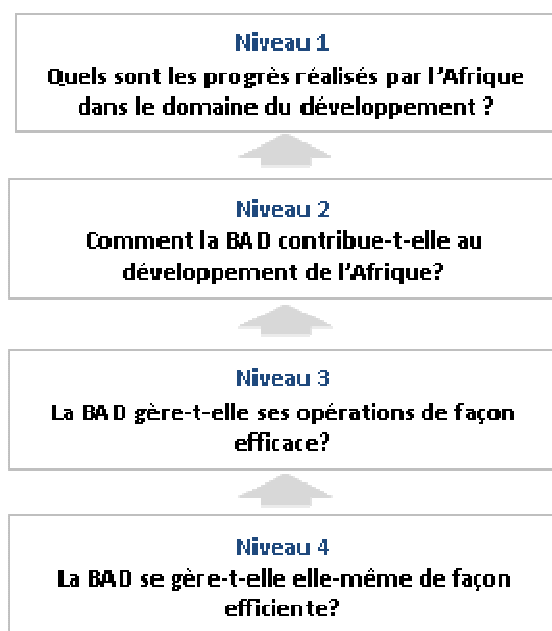 Niveau 1
Quels sont les progrès réalisés par l'Afrique
dans le domaine du développement ?
Niveau 2
Comment la BAD contribue-t-elle au
développement de l'Afrique?
Niveau 3
La BAD gère-t-elle ses opérations de façon
efficace?
Niveau 4
La BAD se gère-t-elle elle-même de façon
efficiente?